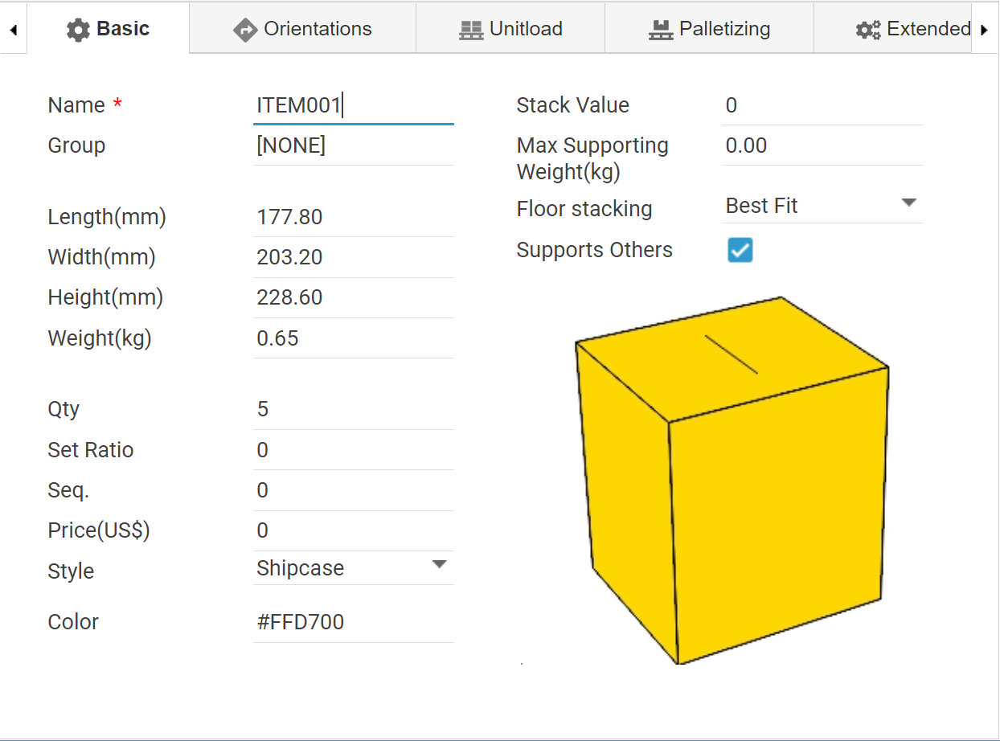 Basic
Orientations
Unitload
Palletizing
Extended
Name *
ITEM001
Group
[NONE]
Length(mm)
177.80
Width(mm)
203.20
Height(mm)
228.60
Weight(kg)
0.65
Qty
5
Set Ratio
0
Seq.
0
Price(US$)
0
Style
Shipcase
Color
#FFD700
Stack Value
0
Max Supporting
Weight(kg)
0.00
Floor stacking
Best Fit
Supports Others